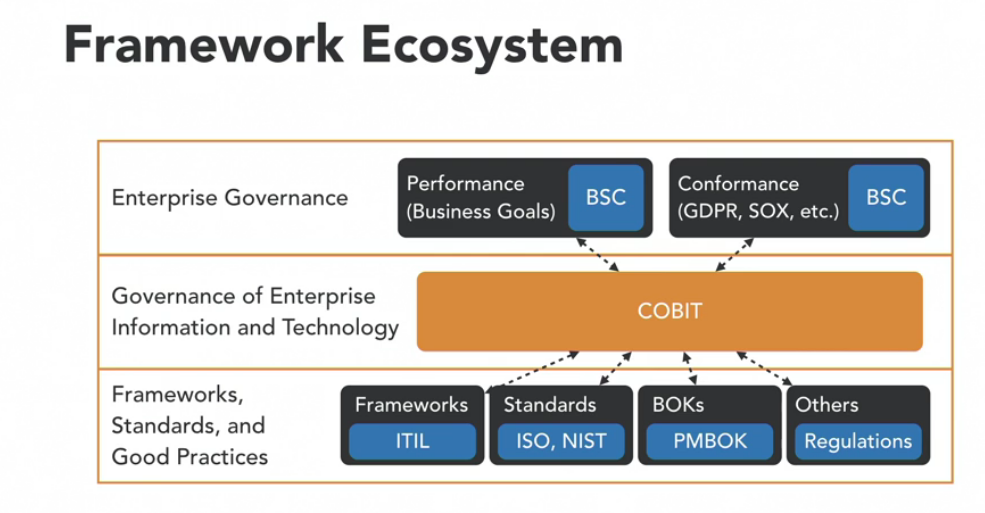 Framework Ecosystem
Enterprise Governance
Performance
(Business Goals)
BSC
Conformance
(GDPR, SOX, etc.)
BSC
Governance of Enterprise
Information and Technology
COBIT
Frameworks,
Standards, and
Good Practices
Frameworks
ITIL
Standards
ISO, NIST
BOKs
PMBOK
Others
Regulations